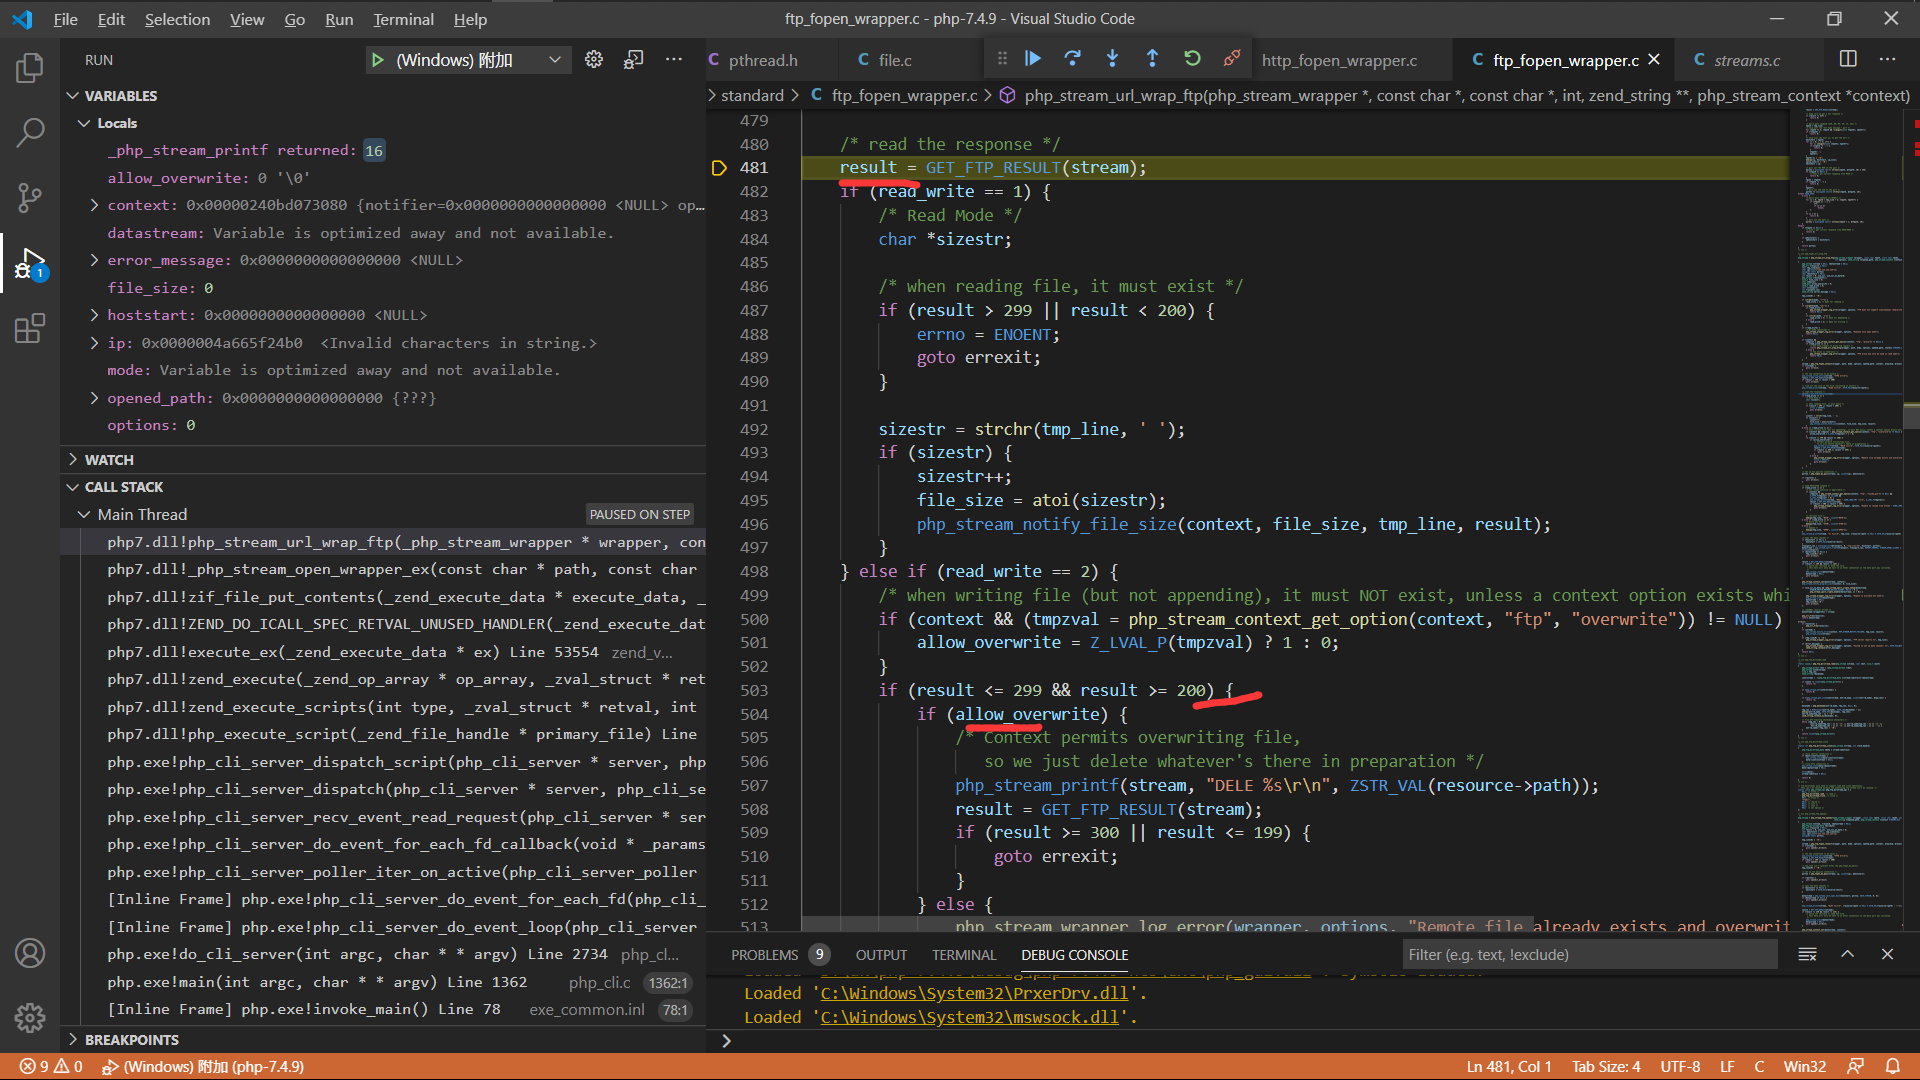 File Edit Selection View Go Run Terminal Help
ftp_fopen_wrapper.c - php-7.4.9 - Visual Studio Code
RUN
(Windows) 附加
VARIABLES
Locals
_php_stream_printf returned: 16
allow_overwrite: 0 '\0'
context: 0x00000240bd073080 {notifier=0x0000000000000000 <NULL> op…
datastream: Variable is optimized away and not available.
error_message: 0x0000000000000000 <NULL>
file_size: 0
hoststart: 0x0000000000000000 <NULL>
ip: 0x0000004a665f24b0 <Invalid characters in string.>
mode: Variable is optimized away and not available.
opened_path: 0x0000000000000000 {???}
options: 0
WATCH
CALL STACK
Main Thread PAUSED ON STEP
php7.dll!php_stream_url_wrap_ftp(_php_stream_wrapper * wrapper, con
php7.dll!_php_stream_open_wrapper_ex(const char * path, const char
php7.dll!zif_file_put_contents(_zend_execute_data * execute_data, _
php7.dll!ZEND_DO_ICALL_SPEC_RETVAL_UNUSED_HANDLER(_zend_execute_dat
php7.dll!execute_ex(_zend_execute_data * ex) Line 53554 zend_v...
php7.dll!zend_execute(_zend_op_array * op_array, _zval_struct * ret
php7.dll!zend_execute_scripts(int type, _zval_struct * retval, int
php7.dll!php_execute_script(_zend_file_handle * primary_file) Line
php.exe!php_cli_server_dispatch_script(php_cli_server * server, php
php.exe!php_cli_server_dispatch(php_cli_server * server, php_cli_se
php.exe!php_cli_server_recv_event_read_request(php_cli_server * ser
php.exe!php_cli_server_do_event_for_each_fd_callback(void * _params
php.exe!php_cli_server_poller_iter_on_active(php_cli_server_poller
[Inline Frame] php.exe!php_cli_server_do_event_for_each_fd(php_cli_
[Inline Frame] php.exe!php_cli_server_do_event_loop(php_cli_server
php.exe!do_cli_server(int argc, char * * argv) Line 2734 php_cl...
php.exe!main(int argc, char * * argv) Line 1362 php_cli.c 1362:1
[Inline Frame] php.exe!invoke_main() Line 78 exe_common.inl 78:1
BREAKPOINTS
1
C pthread.h C file.c http_fopen_wrapper.c C ftp_fopen_wrapper.c C streams.c
standard > C ftp_fopen_wrapper.c > php_stream_url_wrap_ftp(php_stream_wrapper *, const char *, const char *, int, zend_string **, php_stream_context *context)
479
480 /* read the response */
481 result = GET_FTP_RESULT(stream);
482 if (read_write == 1) {
483 /* Read Mode */
484 char *sizestr;
485
486 /* when reading file, it must exist */
487 if (result > 299 || result < 200) {
488 errno = ENOENT;
489 goto errexit;
490 }
491
492 sizestr = strchr(tmp_line, ' ');
493 if (sizestr) {
494 sizestr++;
495 file_size = atoi(sizestr);
496 php_stream_notify_file_size(context, file_size, tmp_line, result);
497 }
498 } else if (read_write == 2) {
499 /* when writing file (but not appending), it must NOT exist, unless a context option exists whi
500 if (context && (tmpzval = php_stream_context_get_option(context, "ftp", "overwrite")) != NULL)
501 allow_overwrite = Z_LVAL_P(tmpzval) ? 1 : 0;
502 }
503 if (result <= 299 && result >= 200) {
504 if (allow_overwrite) {
505 /* Context permits overwriting file,
506 so we just delete whatever's there in preparation */
507 php_stream_printf(stream, "DELE %s\r\n", ZSTR_VAL(resource->path));
508 result = GET_FTP_RESULT(stream);
509 if (result >= 300 || result <= 199) {
510 goto errexit;
511 }
512 } else {
513 php_stream_wrapper_log_error(wrapper, options, "Remote file already exists and overwrit
PROBLEMS 9 OUTPUT TERMINAL DEBUG CONSOLE
Filter (e.g. text, !exclude)
Loaded 'C:\Windows\System32\PrxerDrv.dll'.
Loaded 'C:\Windows\System32\mswsock.dll'.
9 0 (Windows) 附加 (php-7.4.9)
Ln 481, Col 1 Tab Size: 4 UTF-8 LF C Win32